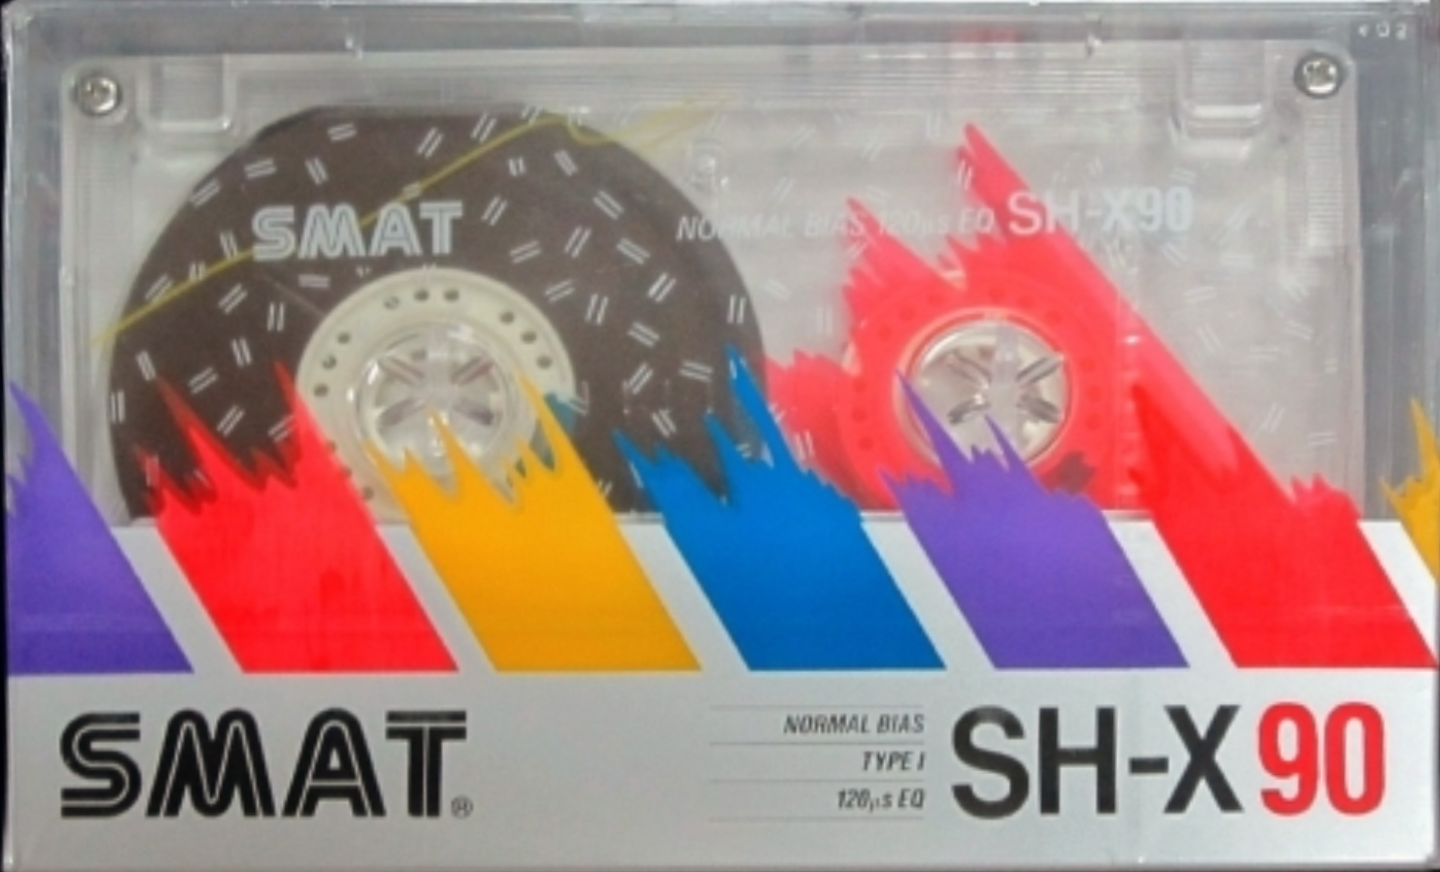 SMAT
NORMAL BIAS 120µs EQ SH-X90
SMAT®
NORMAL BIAS
TYPE I
120µs EQ
SH-X90